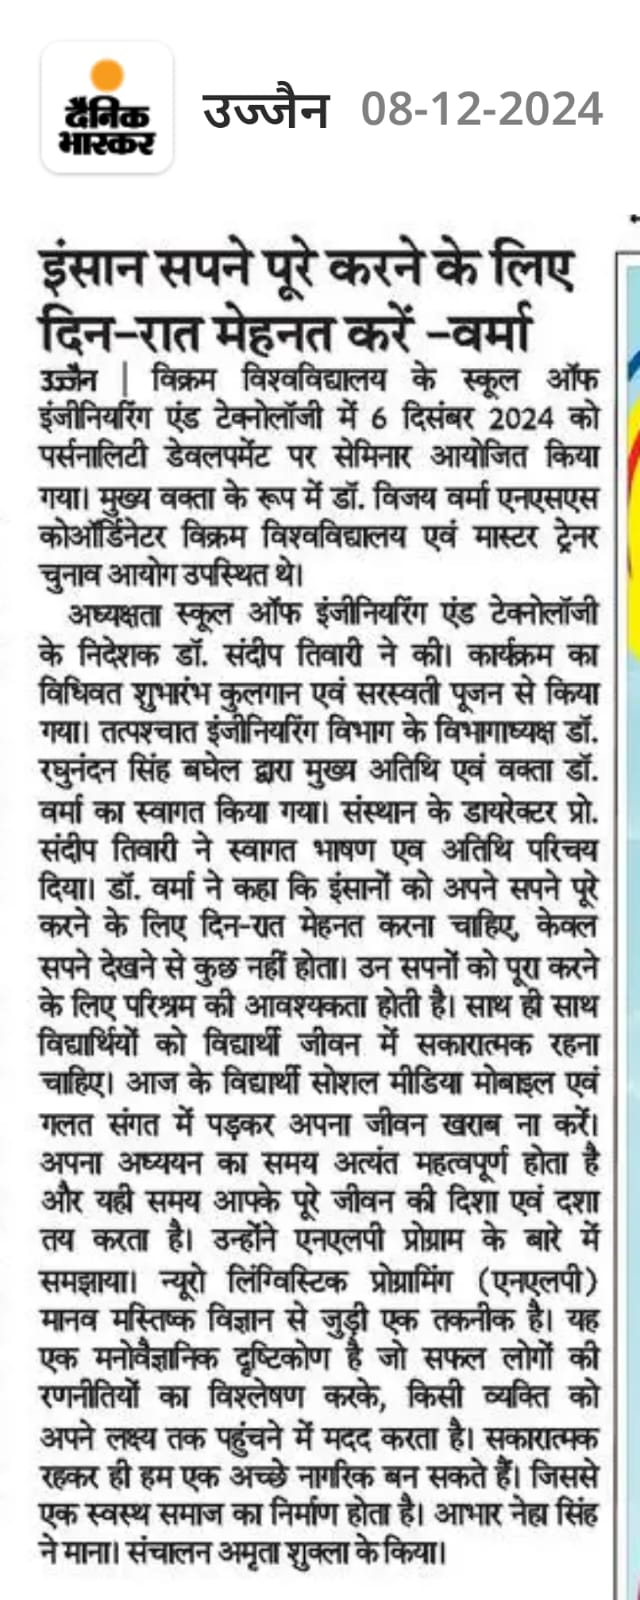 दैनिक
भास्कर
उज्जैन 08-12-2024
इंसान सपने पूरे करने के लिए
दिन-रात मेहनत करें -वर्मा
उज्जैन | विक्रम विश्वविद्यालय के स्कूल ऑफ
इंजीनियरिंग एंड टेक्नोलॉजी में 6 दिसंबर 2024 को
पर्सनालिटी डेवलपमेंट पर सेमिनार आयोजित किया
गया। मुख्य वक्ता के रूप में डॉ. विजय वर्मा एनएसएस
कोऑर्डिनेटर विक्रम विश्वविद्यालय एवं मास्टर ट्रेनर
चुनाव आयोग उपस्थित थे।
अध्यक्षता स्कूल ऑफ इंजीनियरिंग एंड टेक्नोलॉजी
के निदेशक डॉ. संदीप तिवारी ने की। कार्यक्रम का
विधिवत शुभारंभ कुलगान एवं सरस्वती पूजन से किया
गया। तत्पश्चात इंजीनियरिंग विभाग के विभागाध्यक्ष डॉ.
रघुनंदन सिंह बघेल द्वारा मुख्य अतिथि एवं वक्ता डॉ.
वर्मा का स्वागत किया गया। संस्थान के डायरेक्टर प्रो.
संदीप तिवारी ने स्वागत भाषण एव अतिथि परिचय
दिया। डॉ. वर्मा ने कहा कि इंसानों को अपने सपने पूरे
करने के लिए दिन-रात मेहनत करना चाहिए, केवल
सपने देखने से कुछ नहीं होता। उन सपनों को पूरा करने
के लिए परिश्रम की आवश्यकता होती है। साथ ही साथ
विद्यार्थियों को विद्यार्थी जीवन में सकारात्मक रहना
चाहिए। आज के विद्यार्थी सोशल मीडिया मोबाइल एवं
गलत संगत में पड़कर अपना जीवन खराब ना करें।
अपना अध्ययन का समय अत्यंत महत्वपूर्ण होता है
और यही समय आपके पूरे जीवन की दिशा एवं दशा
तय करता है। उन्होंने एनएलपी प्रोग्राम के बारे में
समझाया। न्यूरो लिंग्विस्टिक प्रोग्रामिंग (एनएलपी)
मानव मस्तिष्क विज्ञान से जुड़ी एक तकनीक है। यह
एक मनोवैज्ञानिक दृष्टिकोण है जो सफल लोगों की
रणनीतियों का विश्लेषण करके, किसी व्यक्ति को
अपने लक्ष्य तक पहुंचने में मदद करता है। सकारात्मक
रहकर ही हम एक अच्छे नागरिक बन सकते हैं। जिससे
एक स्वस्थ समाज का निर्माण होता है। आभार नेहा सिंह
ने माना। संचालन अमृता शुक्ला के किया।